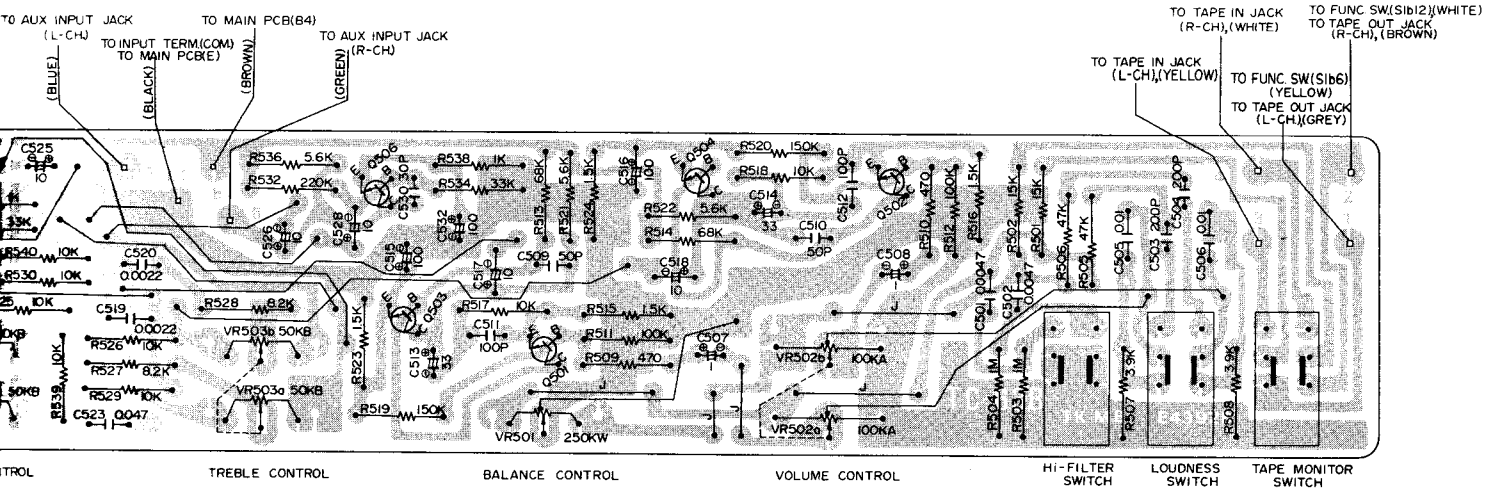 TO AUX INPUT JACK
(L-CH)
(BLUE)
TO INPUT TERM.(COM)
TO MAIN PCB(E)
(BLACK)
TO MAIN PCB(B4)
(BROWN)
TO AUX INPUT JACK
(R-CH)
(GREEN)
TO TAPE IN JACK
(R-CH),(WHITE)
TO FUNC SW.(S1b12)(WHITE)
TO TAPE OUT JACK
(R-CH), (BROWN)
TO TAPE IN JACK
(L-CH),(YELLOW)
TO FUNC. SW(S1b6)
(YELLOW)
TO TAPE OUT JACK
(L-CH),(GREY)
C525
10
R536 5.6K
R532 220K
Q506
E
B
C
C530 50P
R538 1K
R534 33K
C532
100
R513 68K
R521 5.6K
R524 1.5K
C516
100
Q504
E
B
C
R520 150K
R518 10K
C514
33
C512 100P
E
B
Q502
C
R510 470
R512 100K
R516 1.5K
R502 15K
R501 15K
R506 47K
R505 47K
C505 0.01
C503 200P
C504 200P
C506 0.01
33K
R540 10K
R530 10K
10K
C520
0.0022
C526
10
C528
10
C515
100
C517
10
C509 50P
R522 5.6K
R514 68K
C518
10
C510
50P
C508
1
J
C501 0.0047
C502 0.0047
C519
0.0022
R528 8.2K
R526 10K
R527 8.2K
R529 10K
R539 10K
C523 0.047
50KB
VR503b 50KB
VR503a 50KB
R523 1.5K
R519 150K
Q503
E
B
C
C513
33
R517 10K
C511
100P
E
B
C
Q501
R515 1.5K
R511 100K
R509 470
J
VR501 250KW
C507
1
J
J
VR502b 100KA
J
VR502a 100KA
R504 1M
R503 1M
R507 3.9K
R508 3.9K
TREBLE CONTROL
BALANCE CONTROL
VOLUME CONTROL
Hi-FILTER
SWITCH
LOUDNESS
SWITCH
TAPE MONITOR
SWITCH